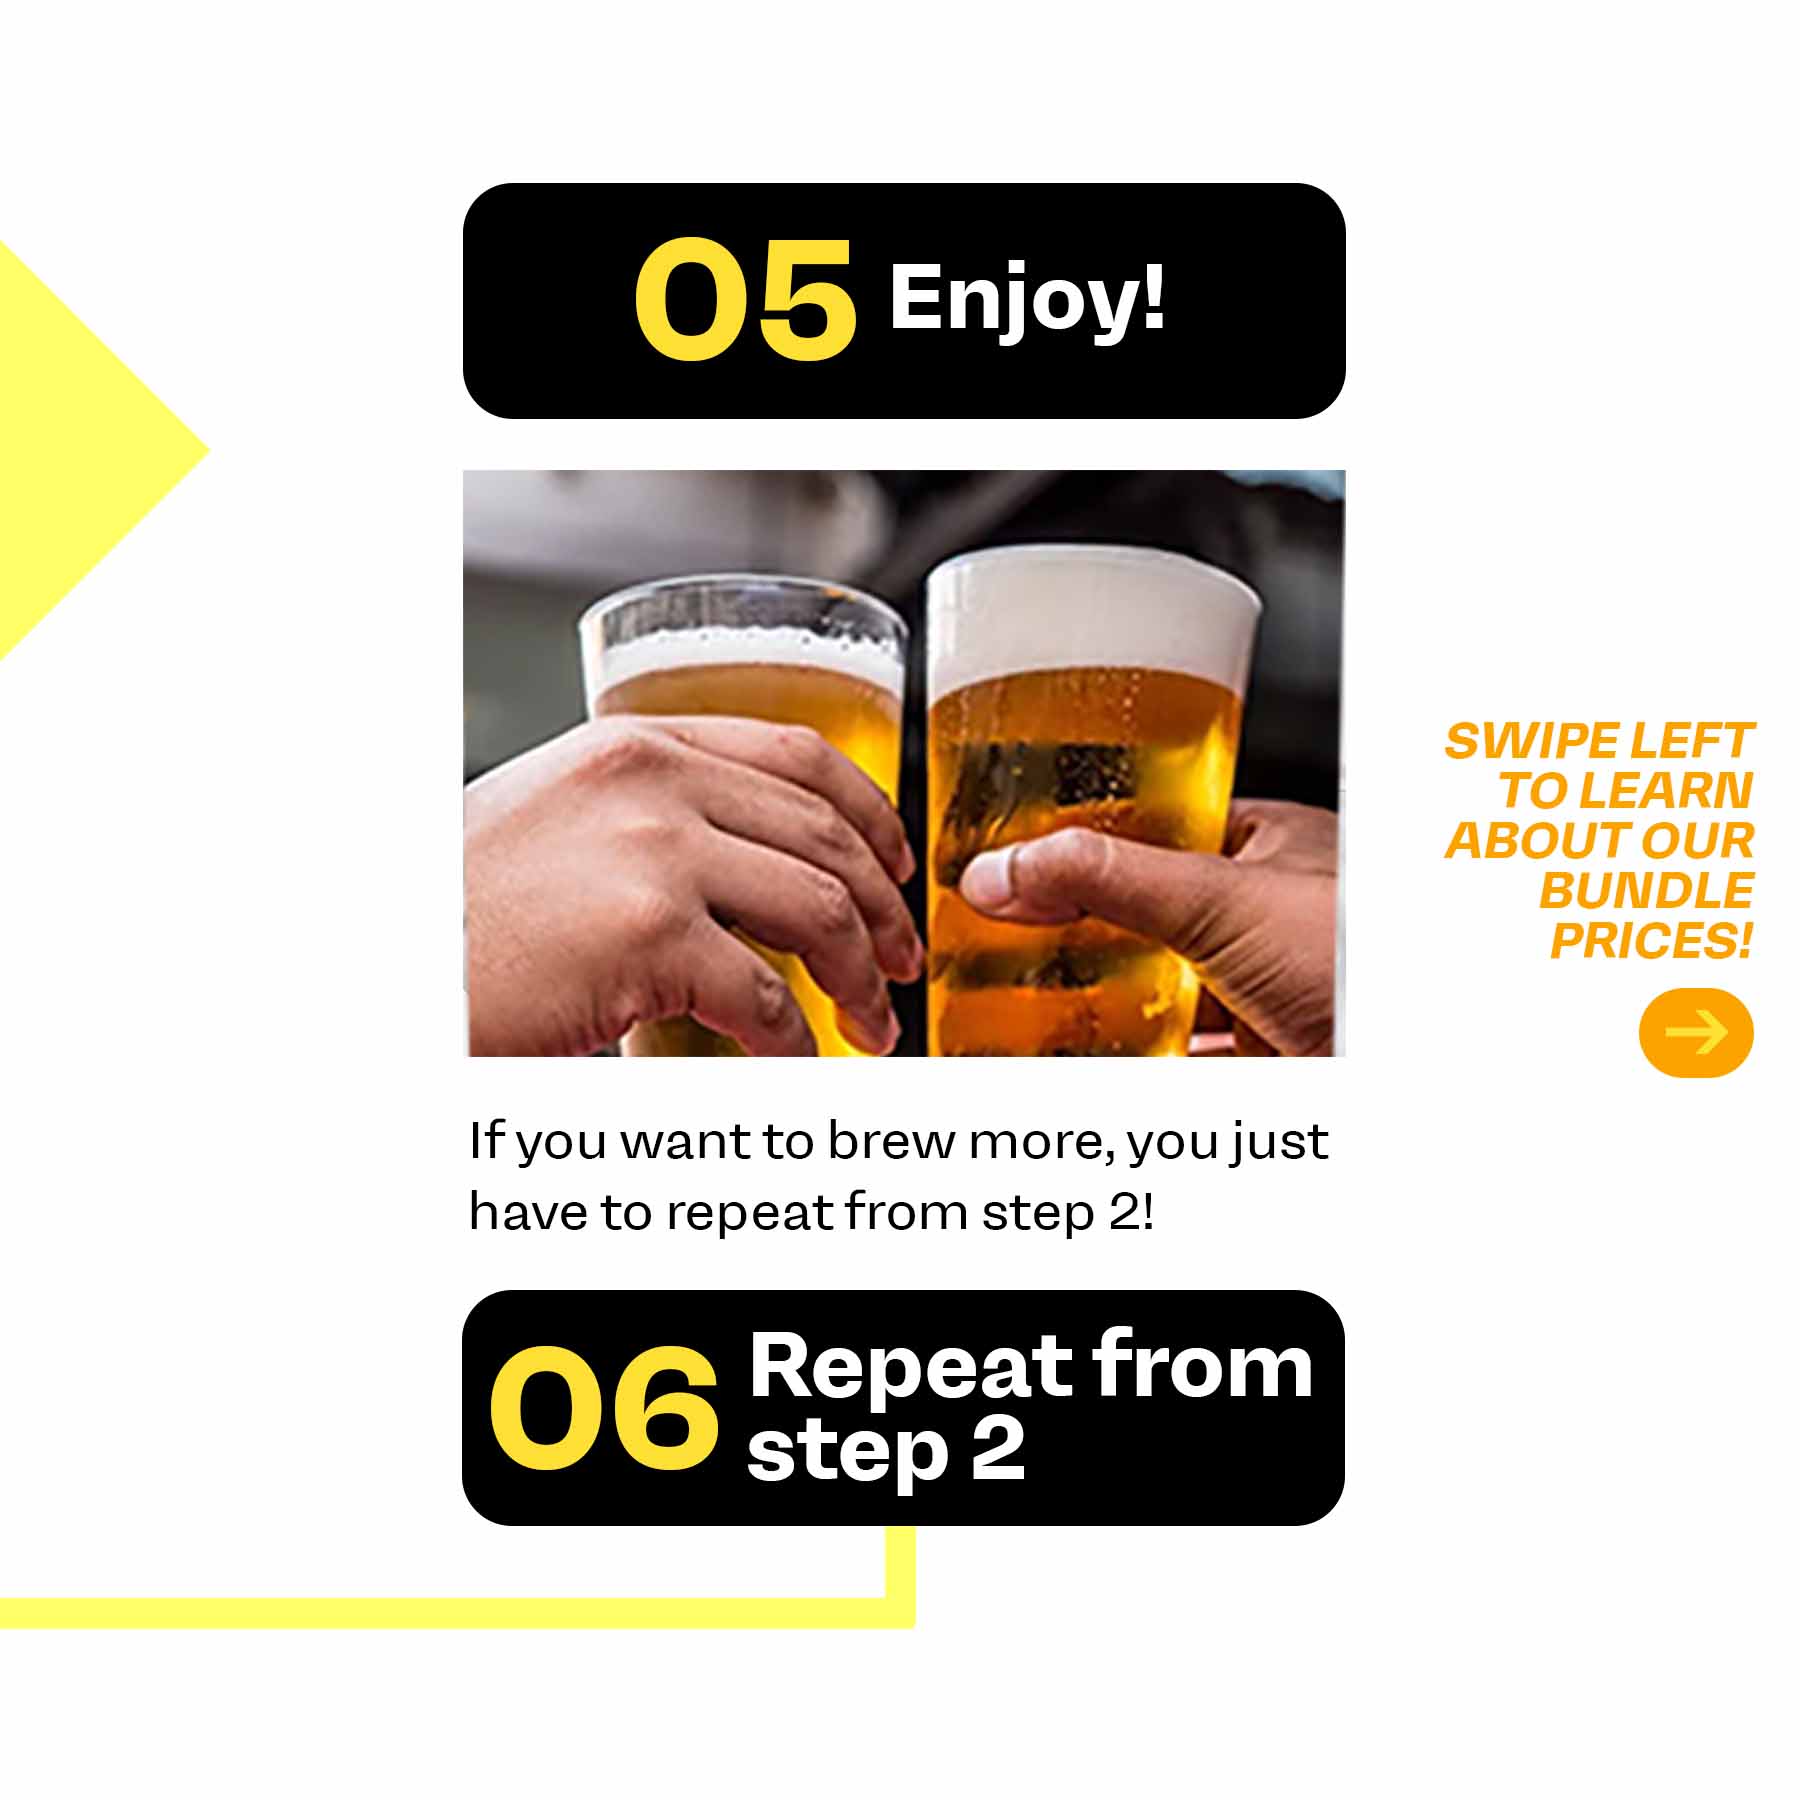 05 Enjoy!
SWIPE LEFT
TO LEARN
ABOUT OUR
BUNDLE
PRICES!
If you want to brew more, you just
have to repeat from step 2!
06 Repeat from
step 2